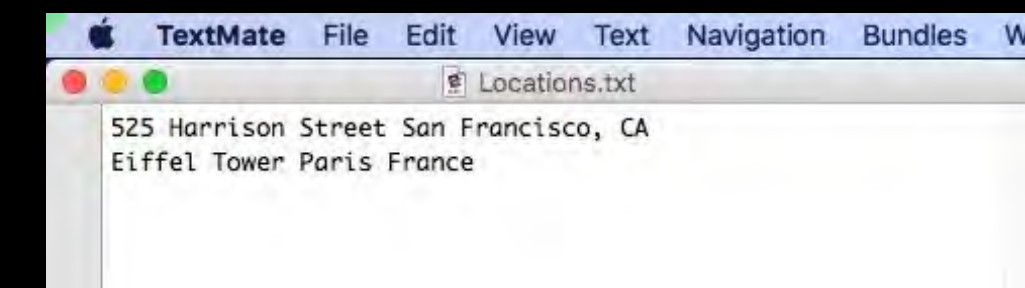 TextMate File Edit View Text Navigation Bundles
Locations.txt
525 Harrison Street San Francisco, CA
Eiffel Tower Paris France